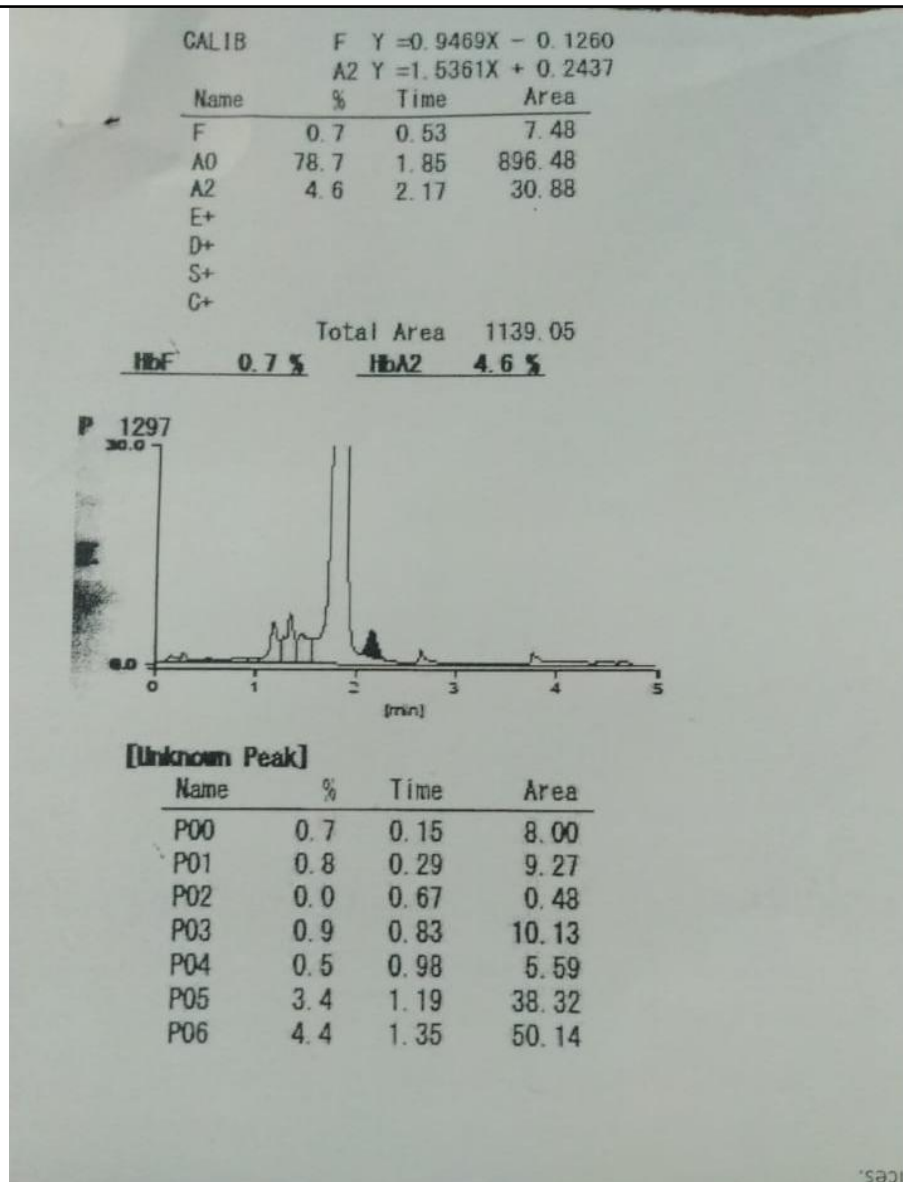 CALIB F Y =0.9469X - 0.1260
A2 Y =1.5361X + 0.2437
Name % Time Area
F 0.7 0.53 7.48
A0 78.7 1.85 896.48
A2 4.6 2.17 30.88
E+
D+
S+
C+
Total Area 1139.05
HbF 0.7 % HbA2 4.6 %
P 1297
30.0
0.0
0 1 2 3 4 5
[min]
[Unknown Peak]
Name % Time Area
P00 0.7 0.15 8.00
P01 0.8 0.29 9.27
P02 0.0 0.67 0.48
P03 0.9 0.83 10.13
P04 0.5 0.98 5.59
P05 3.4 1.19 38.32
P06 4.4 1.35 50.14